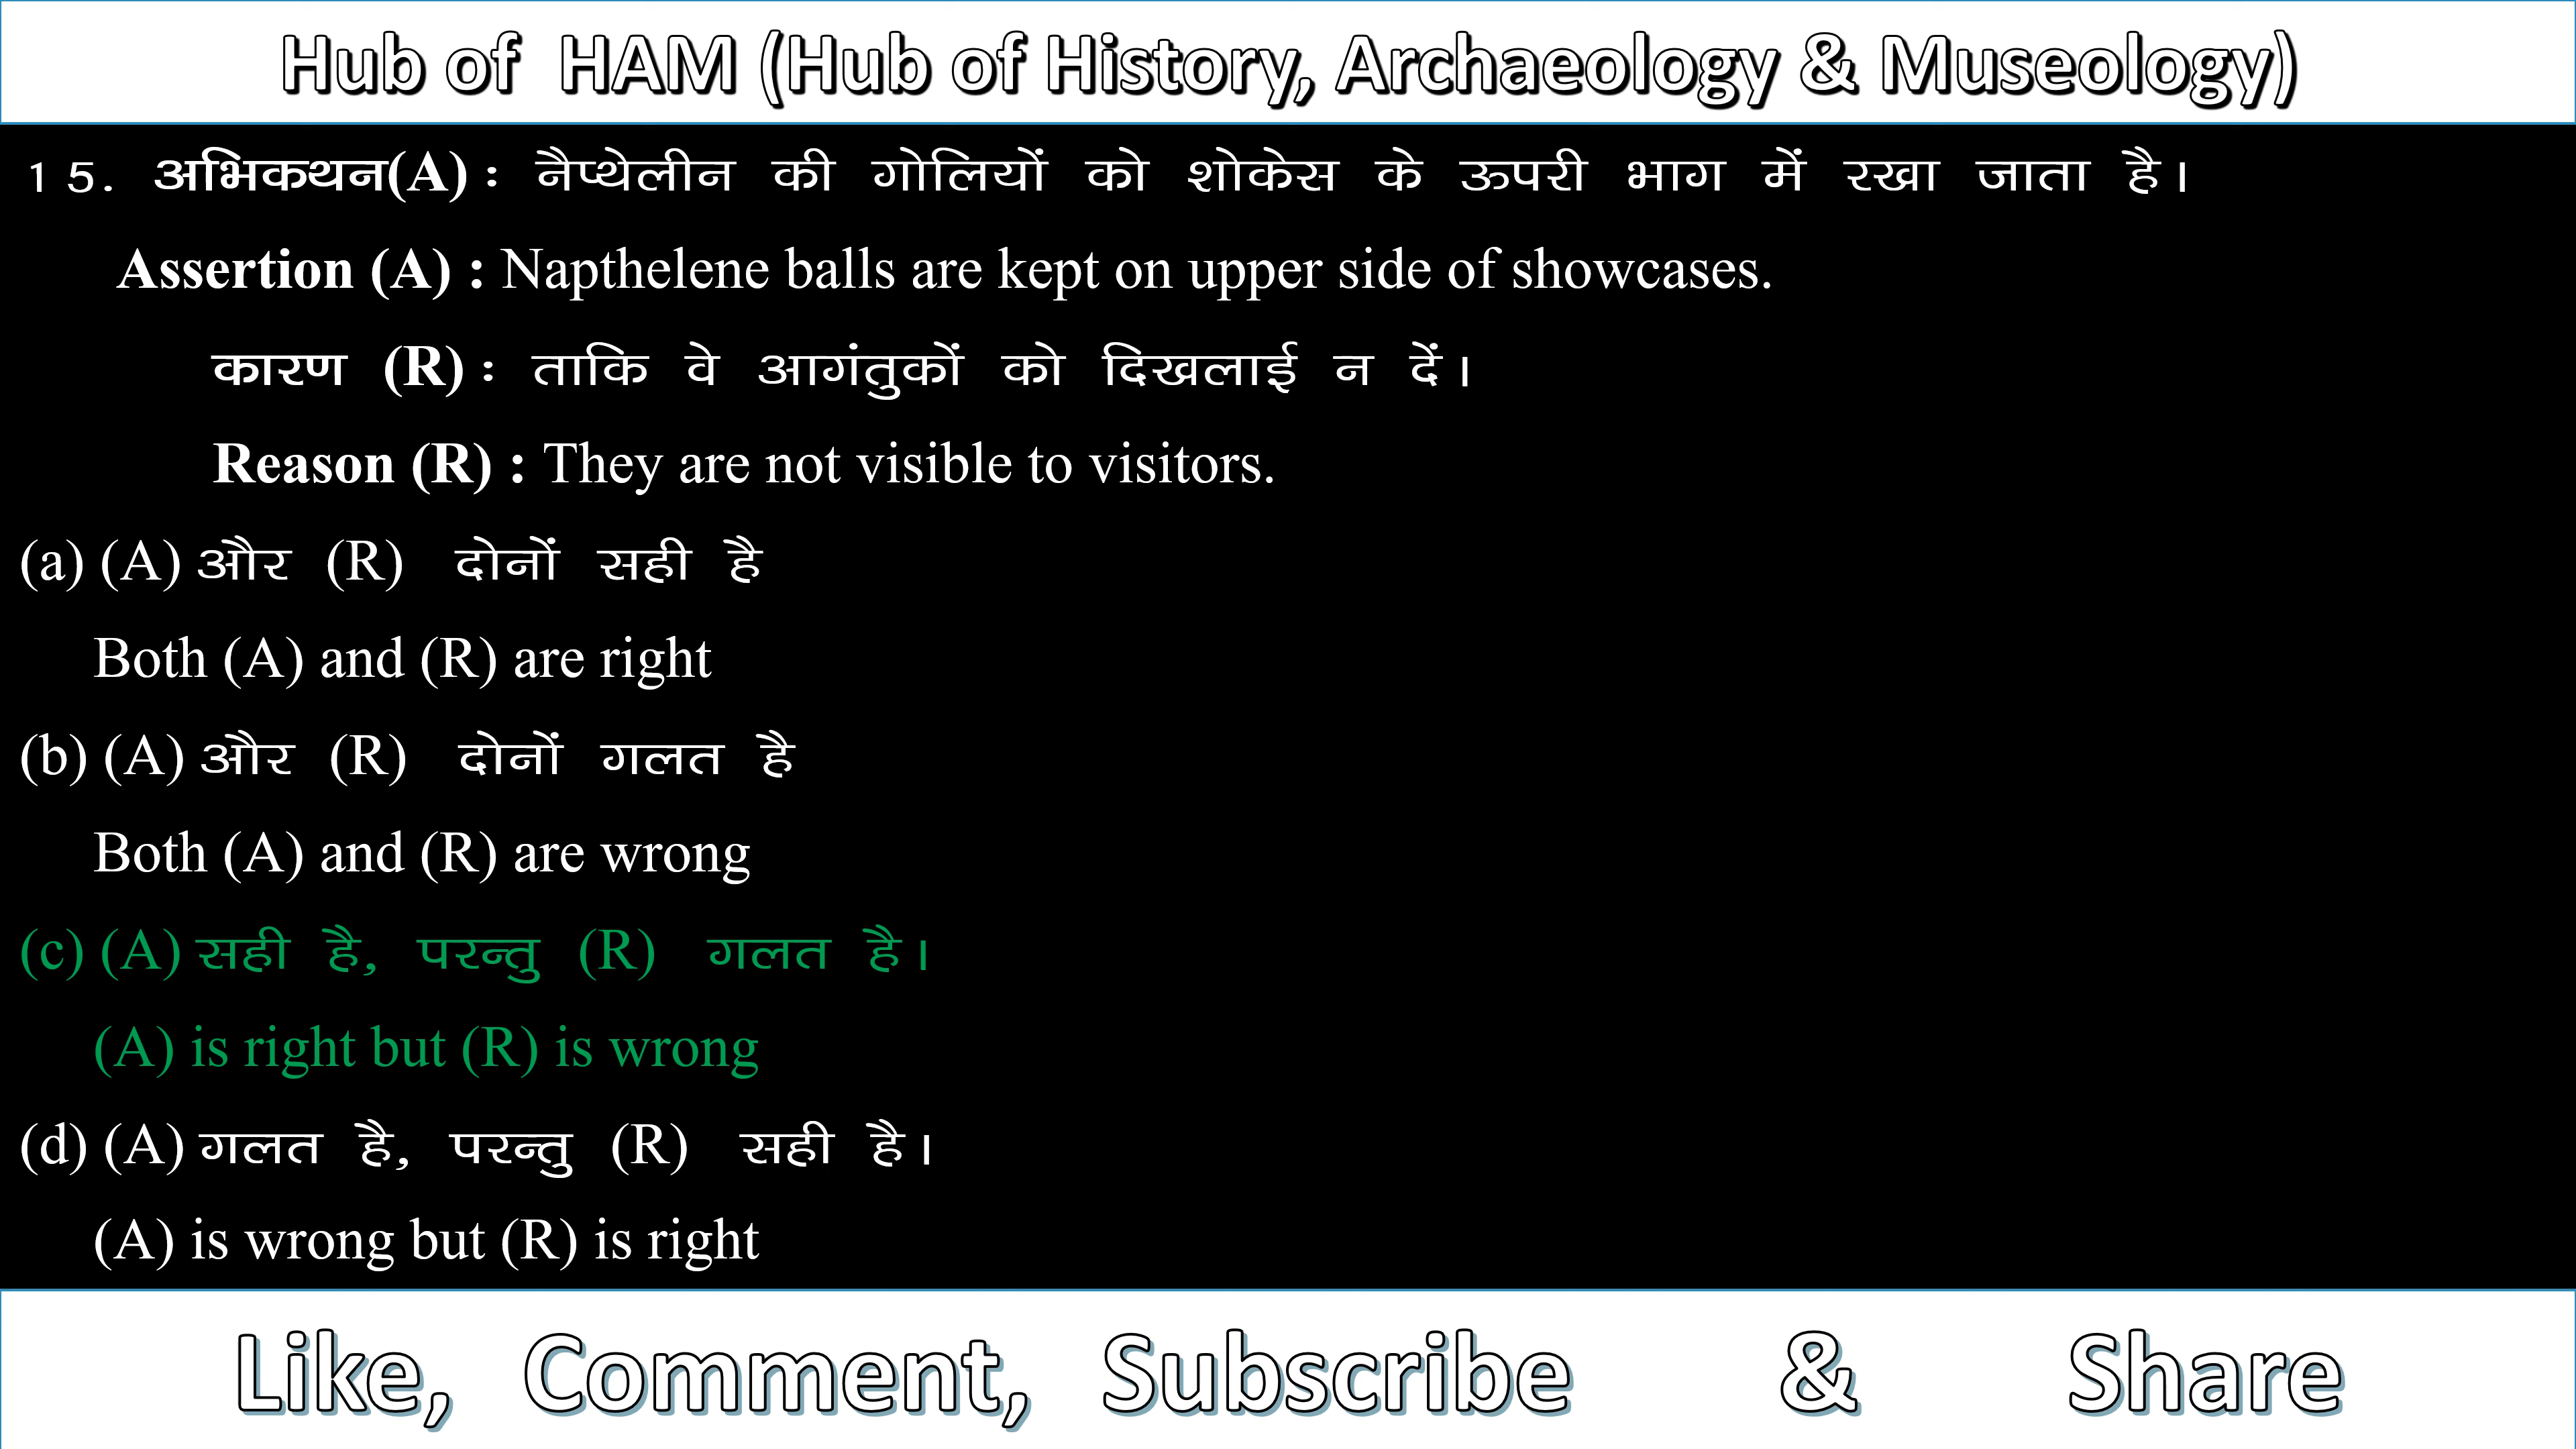 Hub of HAM (Hub of History, Archaeology & Museology)
15. अभिकथन(A) : नैप्थेलीन की गोलियों को शोकेस के ऊपरी भाग में रखा जाता है।
Assertion (A) : Napthelene balls are kept on upper side of showcases.
कारण (R) : ताकि वे आगंतुकों को दिखलाई न दें।
Reason (R) : They are not visible to visitors.
(a) (A) और (R) दोनों सही है
Both (A) and (R) are right
(b) (A) और (R) दोनों गलत है
Both (A) and (R) are wrong
(c) (A) सही है, परन्तु (R) गलत है।
(A) is right but (R) is wrong
(d) (A) गलत है, परन्तु (R) सही है।
(A) is wrong but (R) is right
Like, Comment, Subscribe & Share